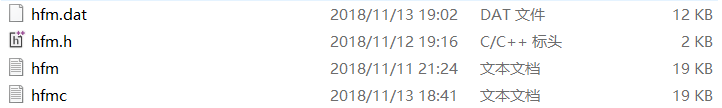 hfm.dat 2018/11/13 19:02 DAT 文件 12 KB
hfm.h 2018/11/12 19:16 C/C++ 标头 2 KB
hfm 2018/11/11 21:24 文本文档 19 KB
hfmc 2018/11/13 18:41 文本文档 19 KB